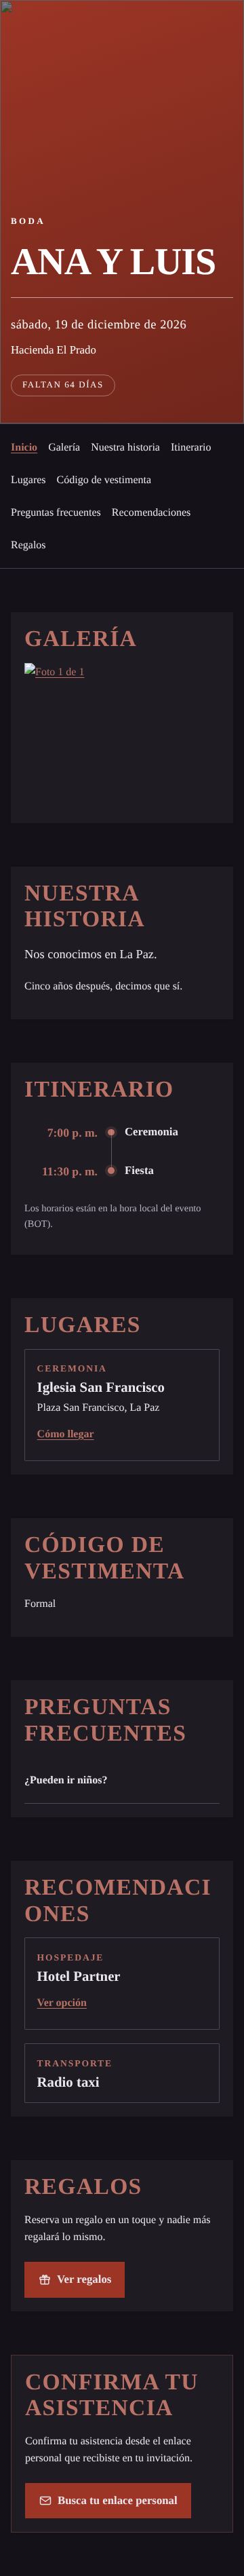 BODA
ANA Y LUIS
sábado, 19 de diciembre de 2026
Hacienda El Prado
FALTAN 64 DÍAS
Inicio Galería Nuestra historia Itinerario
Lugares Código de vestimenta
Preguntas frecuentes Recomendaciones
Regalos
GALERÍA
Foto 1 de 1
NUESTRA
HISTORIA
Nos conocimos en La Paz.
Cinco años después, decimos que sí.
ITINERARIO
7:00 p. m. Ceremonia
11:30 p. m. Fiesta
Los horarios están en la hora local del evento
(BOT).
LUGARES
CEREMONIA
Iglesia San Francisco
Plaza San Francisco, La Paz
Cómo llegar
CÓDIGO DE
VESTIMENTA
Formal
PREGUNTAS
FRECUENTES
¿Pueden ir niños?
RECOMENDACI
ONES
HOSPEDAJE
Hotel Partner
Ver opción
TRANSPORTE
Radio taxi
REGALOS
Reserva un regalo en un toque y nadie más
regalará lo mismo.
Ver regalos
CONFIRMA TU
ASISTENCIA
Confirma tu asistencia desde el enlace
personal que recibiste en tu invitación.
Busca tu enlace personal